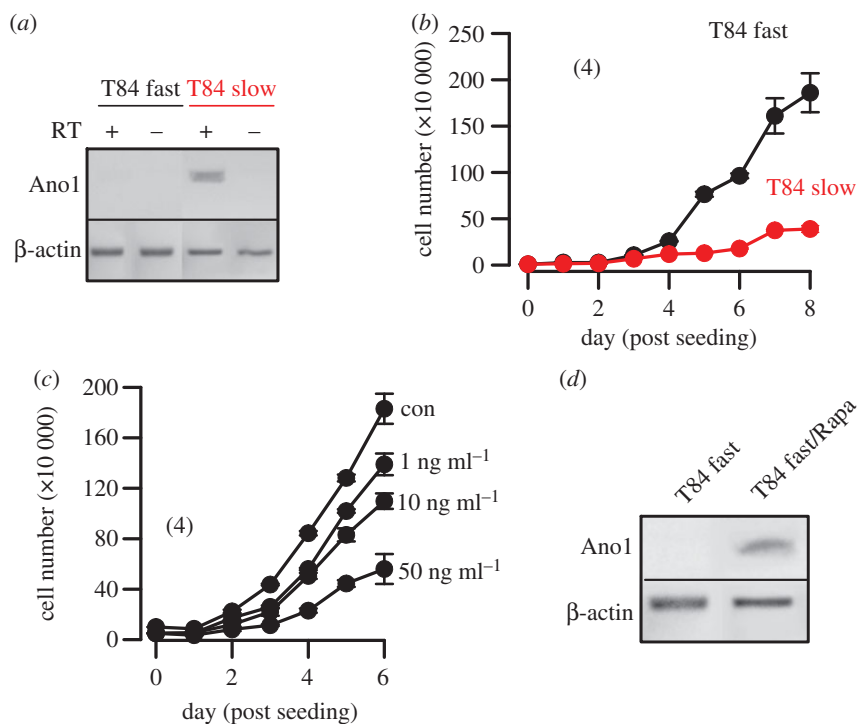 (a)
T84 fast T84 slow
RT + – + –
Ano1
β-actin
(b)
T84 fast
(4)
T84 slow
250
200
150
100
50
0
cell number (×10 000)
0 2 4 6 8
day (post seeding)
(c)
200
160
120
80
40
0
cell number (×10 000)
con
1 ng ml⁻¹
10 ng ml⁻¹
(4)
50 ng ml⁻¹
0 2 4 6
day (post seeding)
(d)
T84 fast
T84 fast/Rapa
Ano1
β-actin